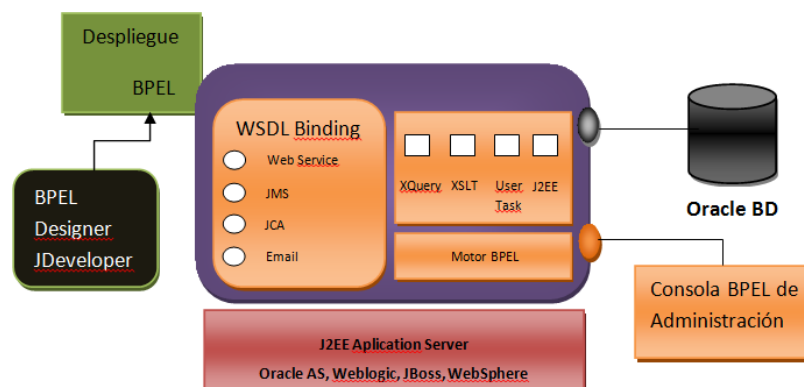 Despliegue
BPEL
BPEL
Designer
JDeveloper
WSDL Binding
Web Service
JMS
JCA
Email
XQuery XSLT User Task J2EE
Motor BPEL
Oracle BD
Consola BPEL de
Administración
J2EE Aplication Server
Oracle AS, Weblogic, JBoss, WebSphere